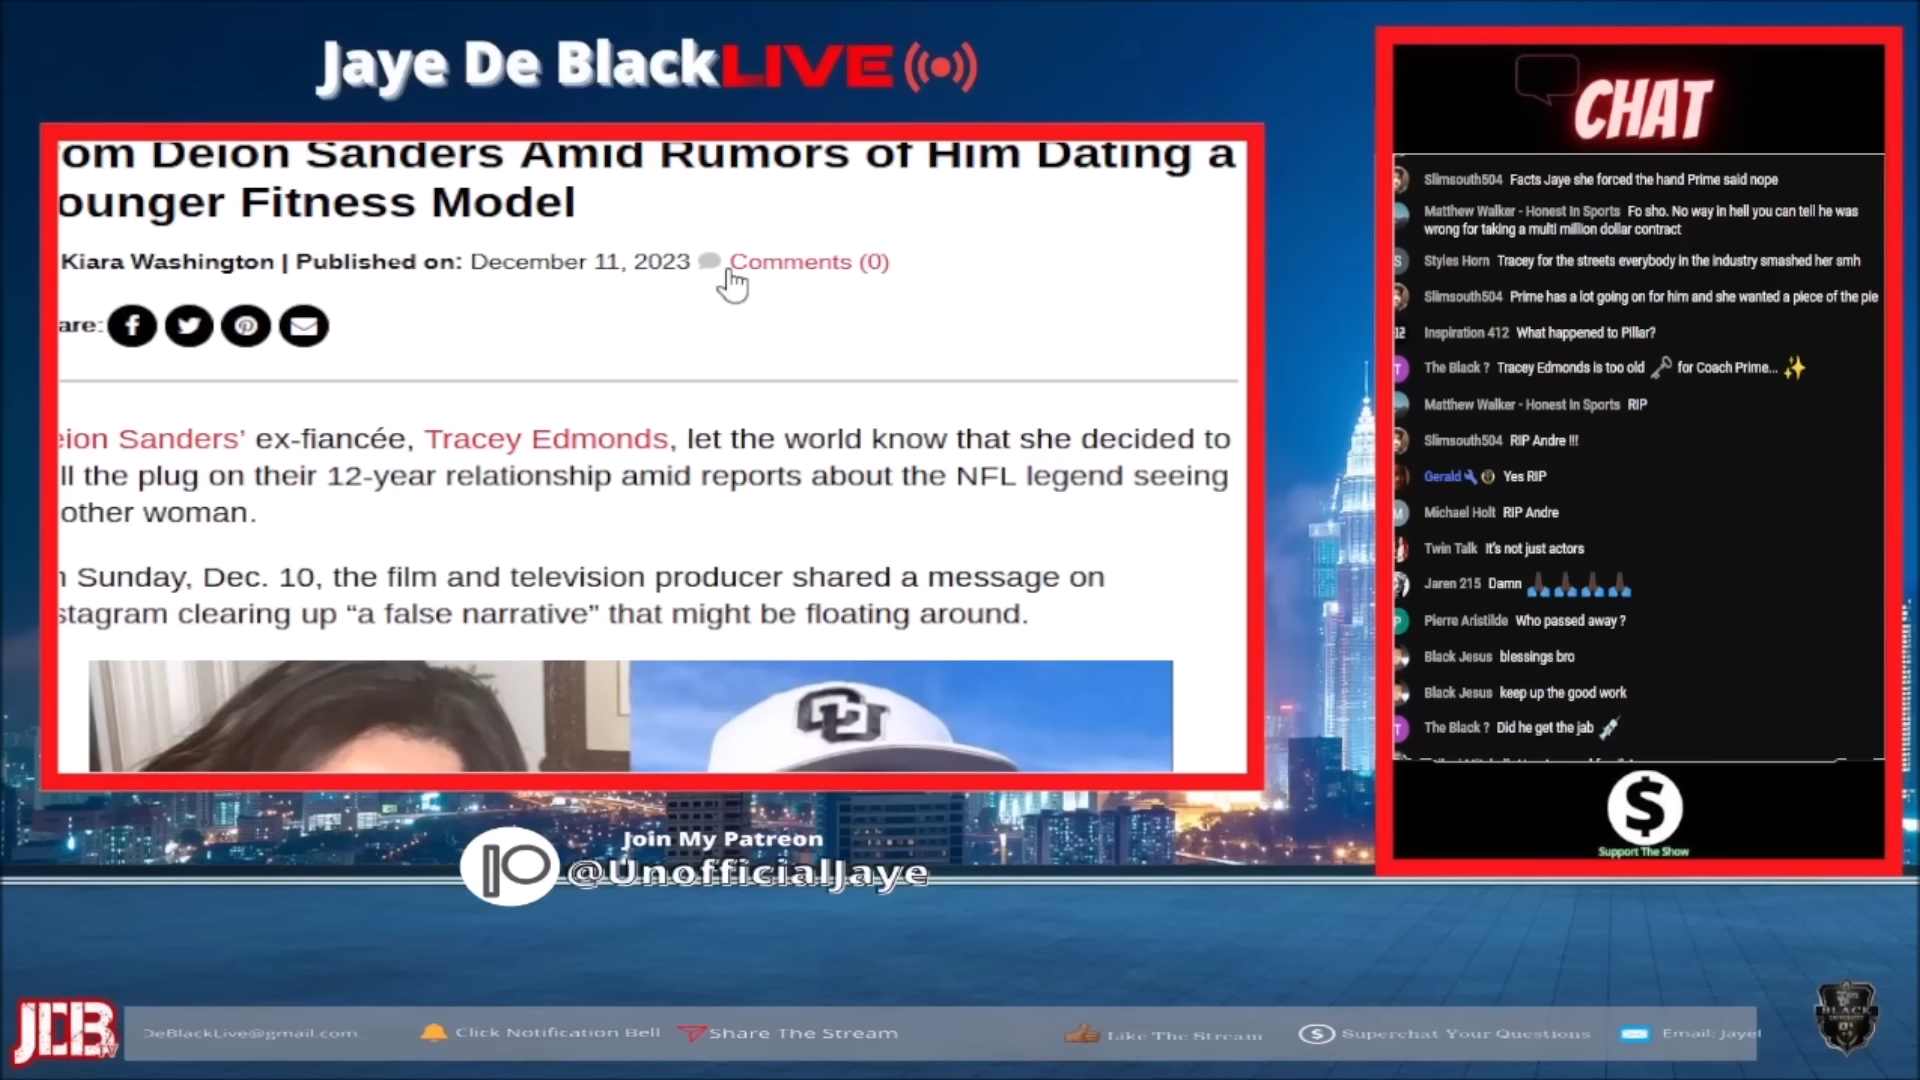 Jaye De BlackLIVE
om Deion Sanders Amid Rumors of Him Dating a
ounger Fitness Model
Kiara Washington | Published on: December 11, 2023 Comments (0)
are:
eion Sanders’ ex-fiancée, Tracey Edmonds, let the world know that she decided to
ll the plug on their 12-year relationship amid reports about the NFL legend seeing
other woman.
n Sunday, Dec. 10, the film and television producer shared a message on
stagram clearing up “a false narrative” that might be floating around.
CU
Join My Patreon
@UnofficialJaye
CHAT
Slimsouth504 Facts Jaye she forced the hand Prime said nope
Matthew Walker - Honest In Sports Fo sho. No way in hell you can tell he was
wrong for taking a multi million dollar contract
S Styles Horn Tracey for the streets everybody in the industry smashed her smh
Slimsouth504 Prime has a lot going on for him and she wanted a piece of the pie
12 Inspiration 412 What happened to Pillar?
T The Black ? Tracey Edmonds is too old 🗝️ for Coach Prime... ✨
Matthew Walker - Honest In Sports RIP
Slimsouth504 RIP Andre !!!
Gerald Yes RIP
M Michael Holt RIP Andre
Twin Talk It's not just actors
Jaren 215 Damn
P Pierre Aristilde Who passed away ?
Black Jesus blessings bro
Black Jesus keep up the good work
T The Black ? Did he get the jab 💉
$
Support The Show
JDB TV
DeBlackLive@gmail.com Click Notification Bell Share The Stream Like The Stream Superchat Your Questions Email: Jayel
BLACK